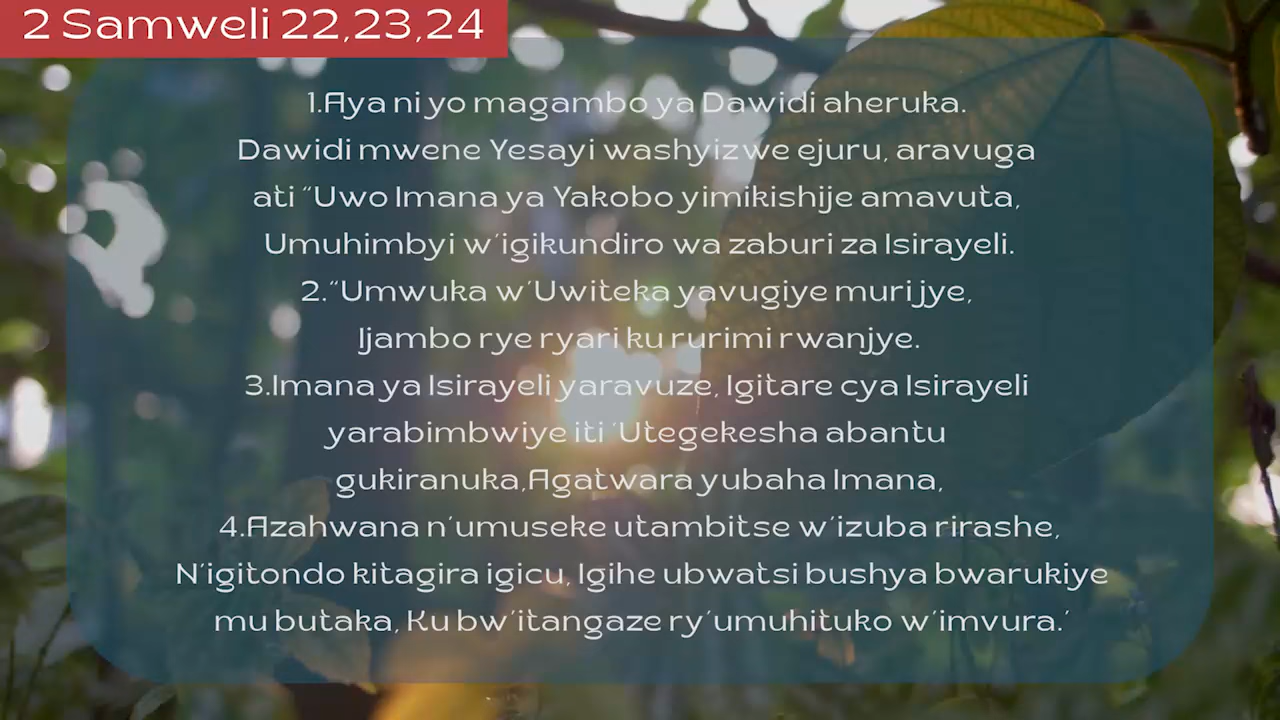 2 Samweli 22,23,24
1.Aya ni yo magambo ya Dawidi aheruka.
Dawidi mwene Yesayi washyizwe ejuru, aravuga
ati “Uwo Imana ya Yakobo yimikishije amavuta,
Umuhimbyi w’igikundiro wa zaburi za Isirayeli.
2.“Umwuka w’Uwiteka yavugiye muri jye,
Ijambo rye ryari ku rurimi rwanjye.
3.Imana ya Isirayeli yaravuze, Igitare cya Isirayeli
yarabimbwiye iti ‘Utegekesha abantu
gukiranuka,Agatwara yubaha Imana,
4.Azahwana n’umuseke utambitse w’izuba rirashe,
N’igitondo kitagira igicu, Igihe ubwatsi bushya bwarukiye
mu butaka, Ku bw’itangaze ry’umuhituko w’imvura.’